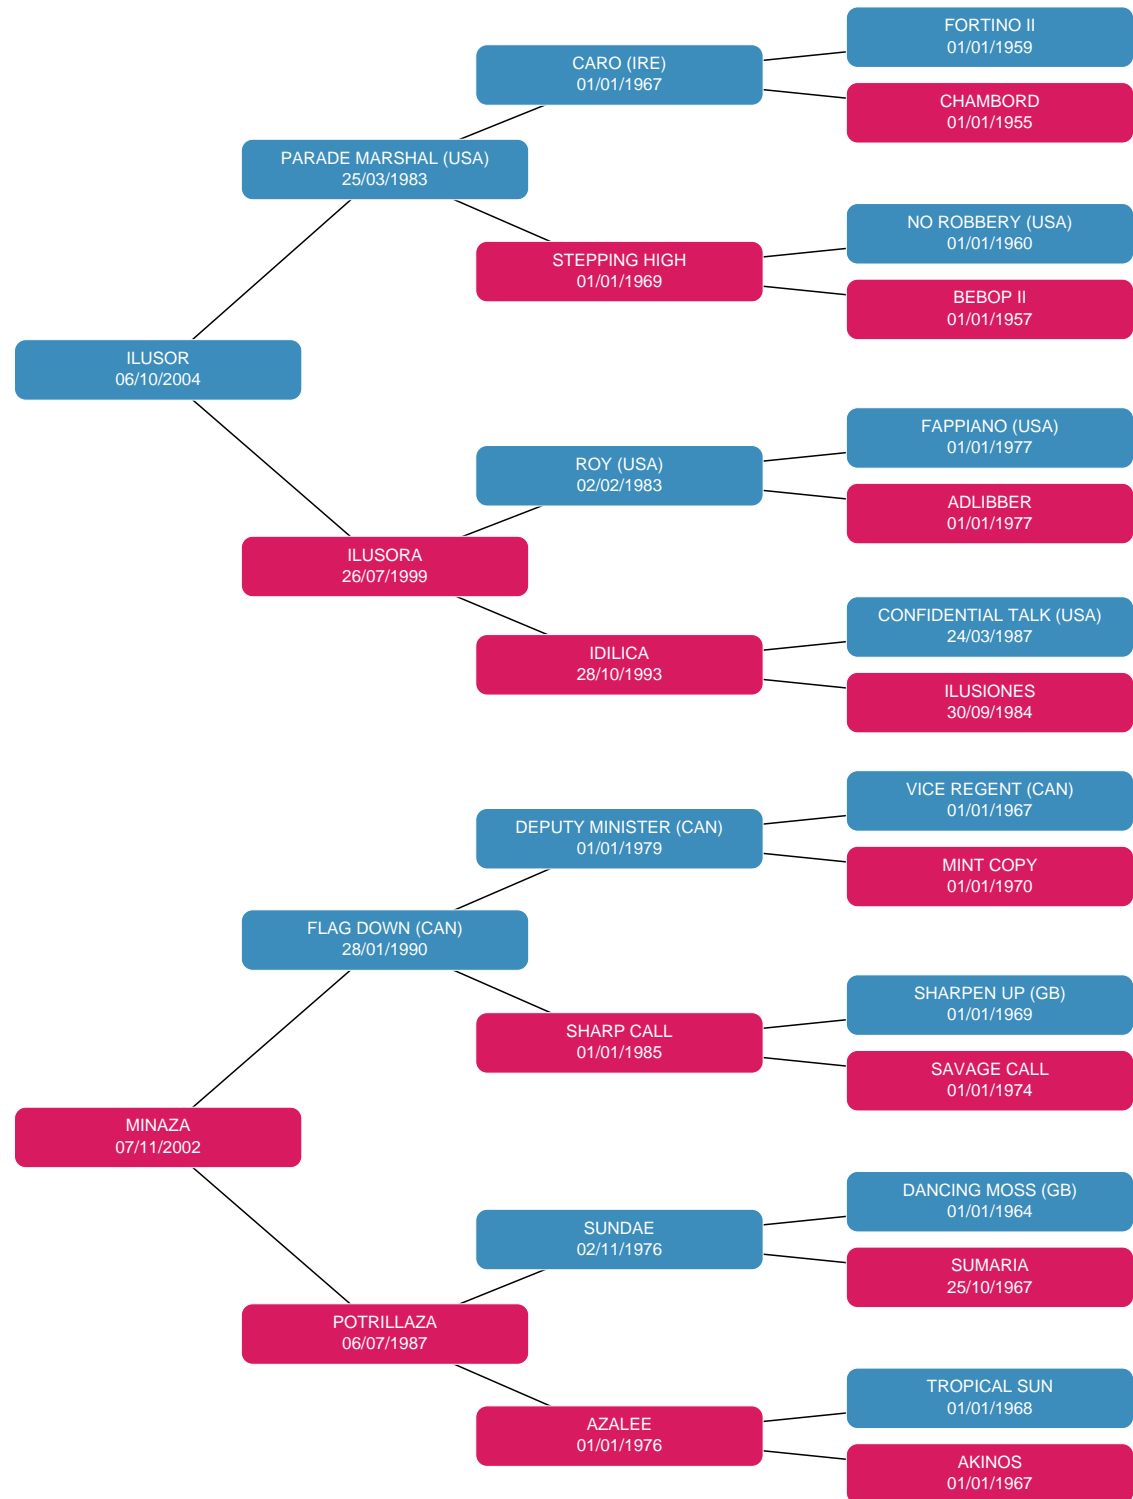 FORTINO II
01/01/1959
CARO (IRE)
01/01/1967
CHAMBORD
01/01/1955
PARADE MARSHAL (USA)
25/03/1983
NO ROBBERY (USA)
01/01/1960
STEPPING HIGH
01/01/1969
BEBOP II
01/01/1957
ILUSOR
06/10/2004
FAPPIANO (USA)
01/01/1977
ROY (USA)
02/02/1983
ADLIBBER
01/01/1977
ILUSORA
26/07/1999
CONFIDENTIAL TALK (USA)
24/03/1987
IDILICA
28/10/1993
ILUSIONES
30/09/1984
VICE REGENT (CAN)
01/01/1967
DEPUTY MINISTER (CAN)
01/01/1979
MINT COPY
01/01/1970
FLAG DOWN (CAN)
28/01/1990
SHARPEN UP (GB)
01/01/1969
SHARP CALL
01/01/1985
SAVAGE CALL
01/01/1974
MINAZA
07/11/2002
DANCING MOSS (GB)
01/01/1964
SUNDAE
02/11/1976
SUMARIA
25/10/1967
POTRILLAZA
06/07/1987
TROPICAL SUN
01/01/1968
AZALEE
01/01/1976
AKINOS
01/01/1967